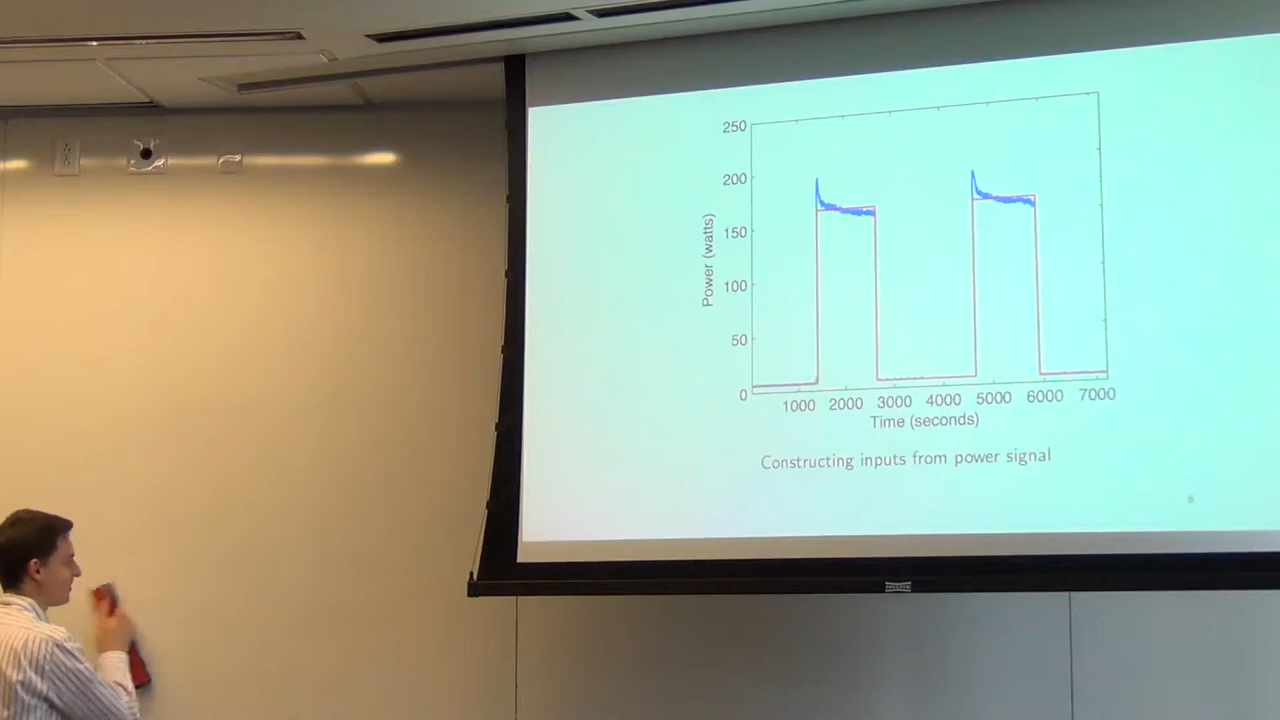 250
200
150
100
50
0
Power (watts)
1000 2000 3000 4000 5000 6000 7000
Time (seconds)
Constructing inputs from power signal